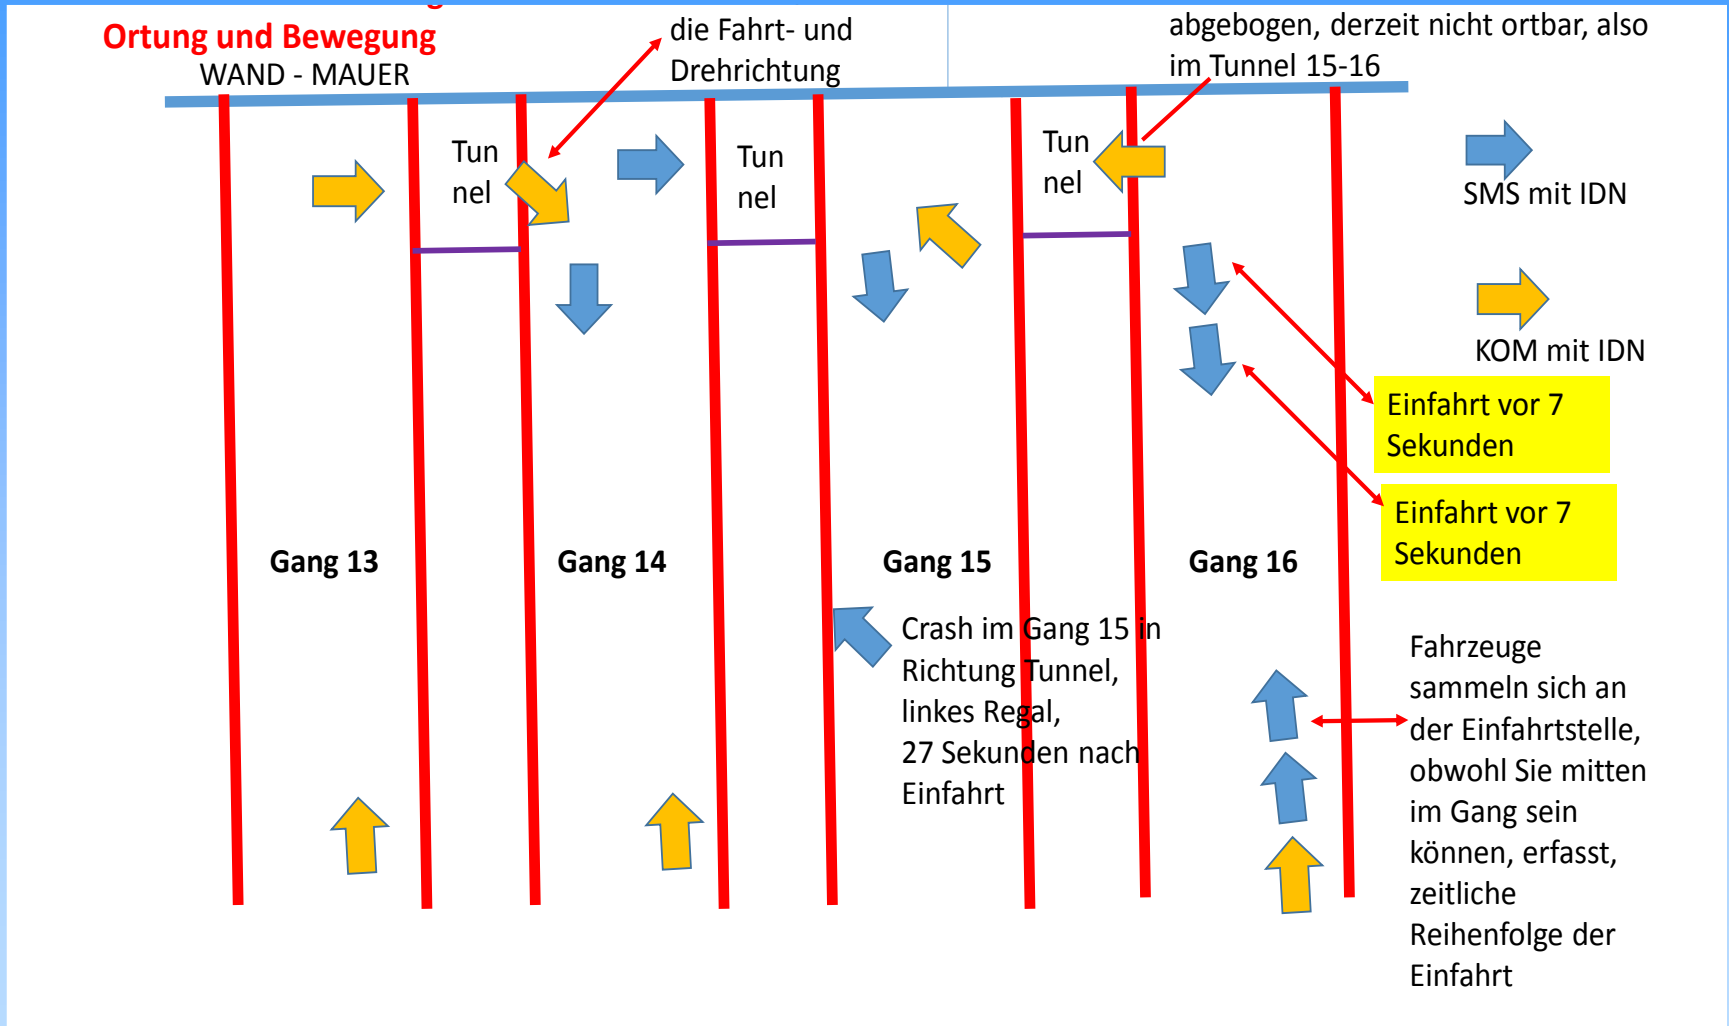 Ortung und Bewegung
WAND - MAUER
die Fahrt- und
Drehrichtung
abgebogen, derzeit nicht ortbar, also
im Tunnel 15-16
Tun
nel
Tun
nel
Tun
nel
SMS mit IDN
KOM mit IDN
Einfahrt vor 7
Sekunden
Einfahrt vor 7
Sekunden
Gang 13
Gang 14
Gang 15
Gang 16
Crash im Gang 15 in
Richtung Tunnel,
linkes Regal,
27 Sekunden nach
Einfahrt
Fahrzeuge
sammeln sich an
der Einfahrtstelle,
obwohl Sie mitten
im Gang sein
können, erfasst,
zeitliche
Reihenfolge der
Einfahrt